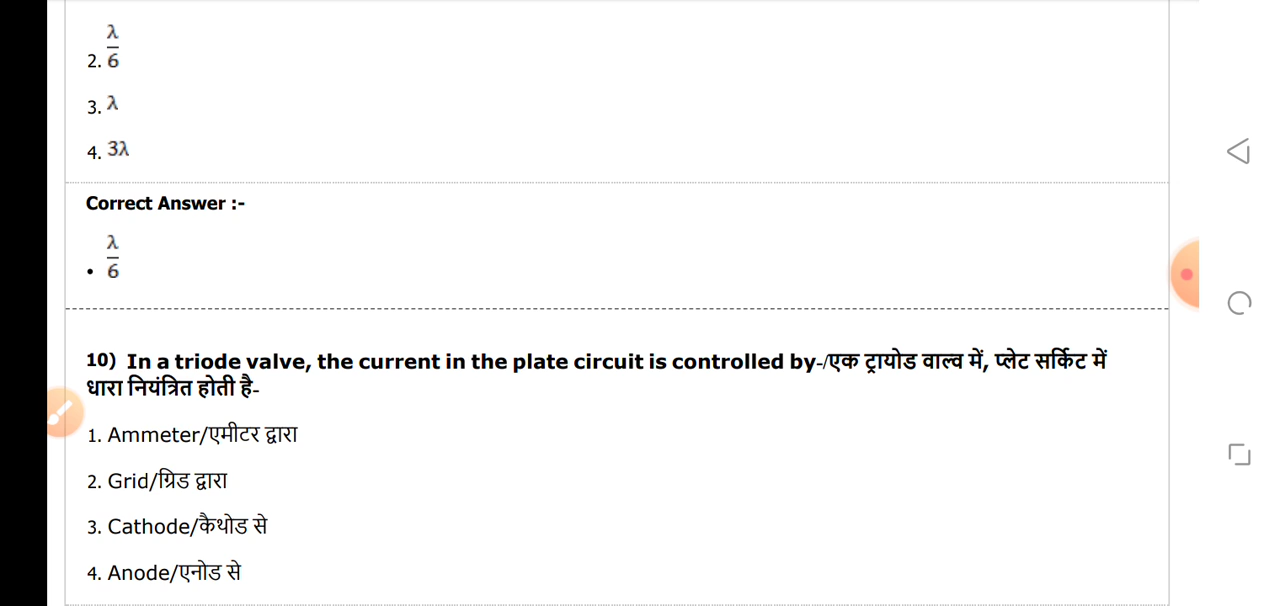 2. λ/6
3. λ
4. 3λ
Correct Answer :-
• λ/6
10) In a triode valve, the current in the plate circuit is controlled by-/एक ट्रायोड वाल्व में, प्लेट सर्किट में
धारा नियंत्रित होती है-
1. Ammeter/एमीटर द्वारा
2. Grid/ग्रिड द्वारा
3. Cathode/कैथोड से
4. Anode/एनोड से